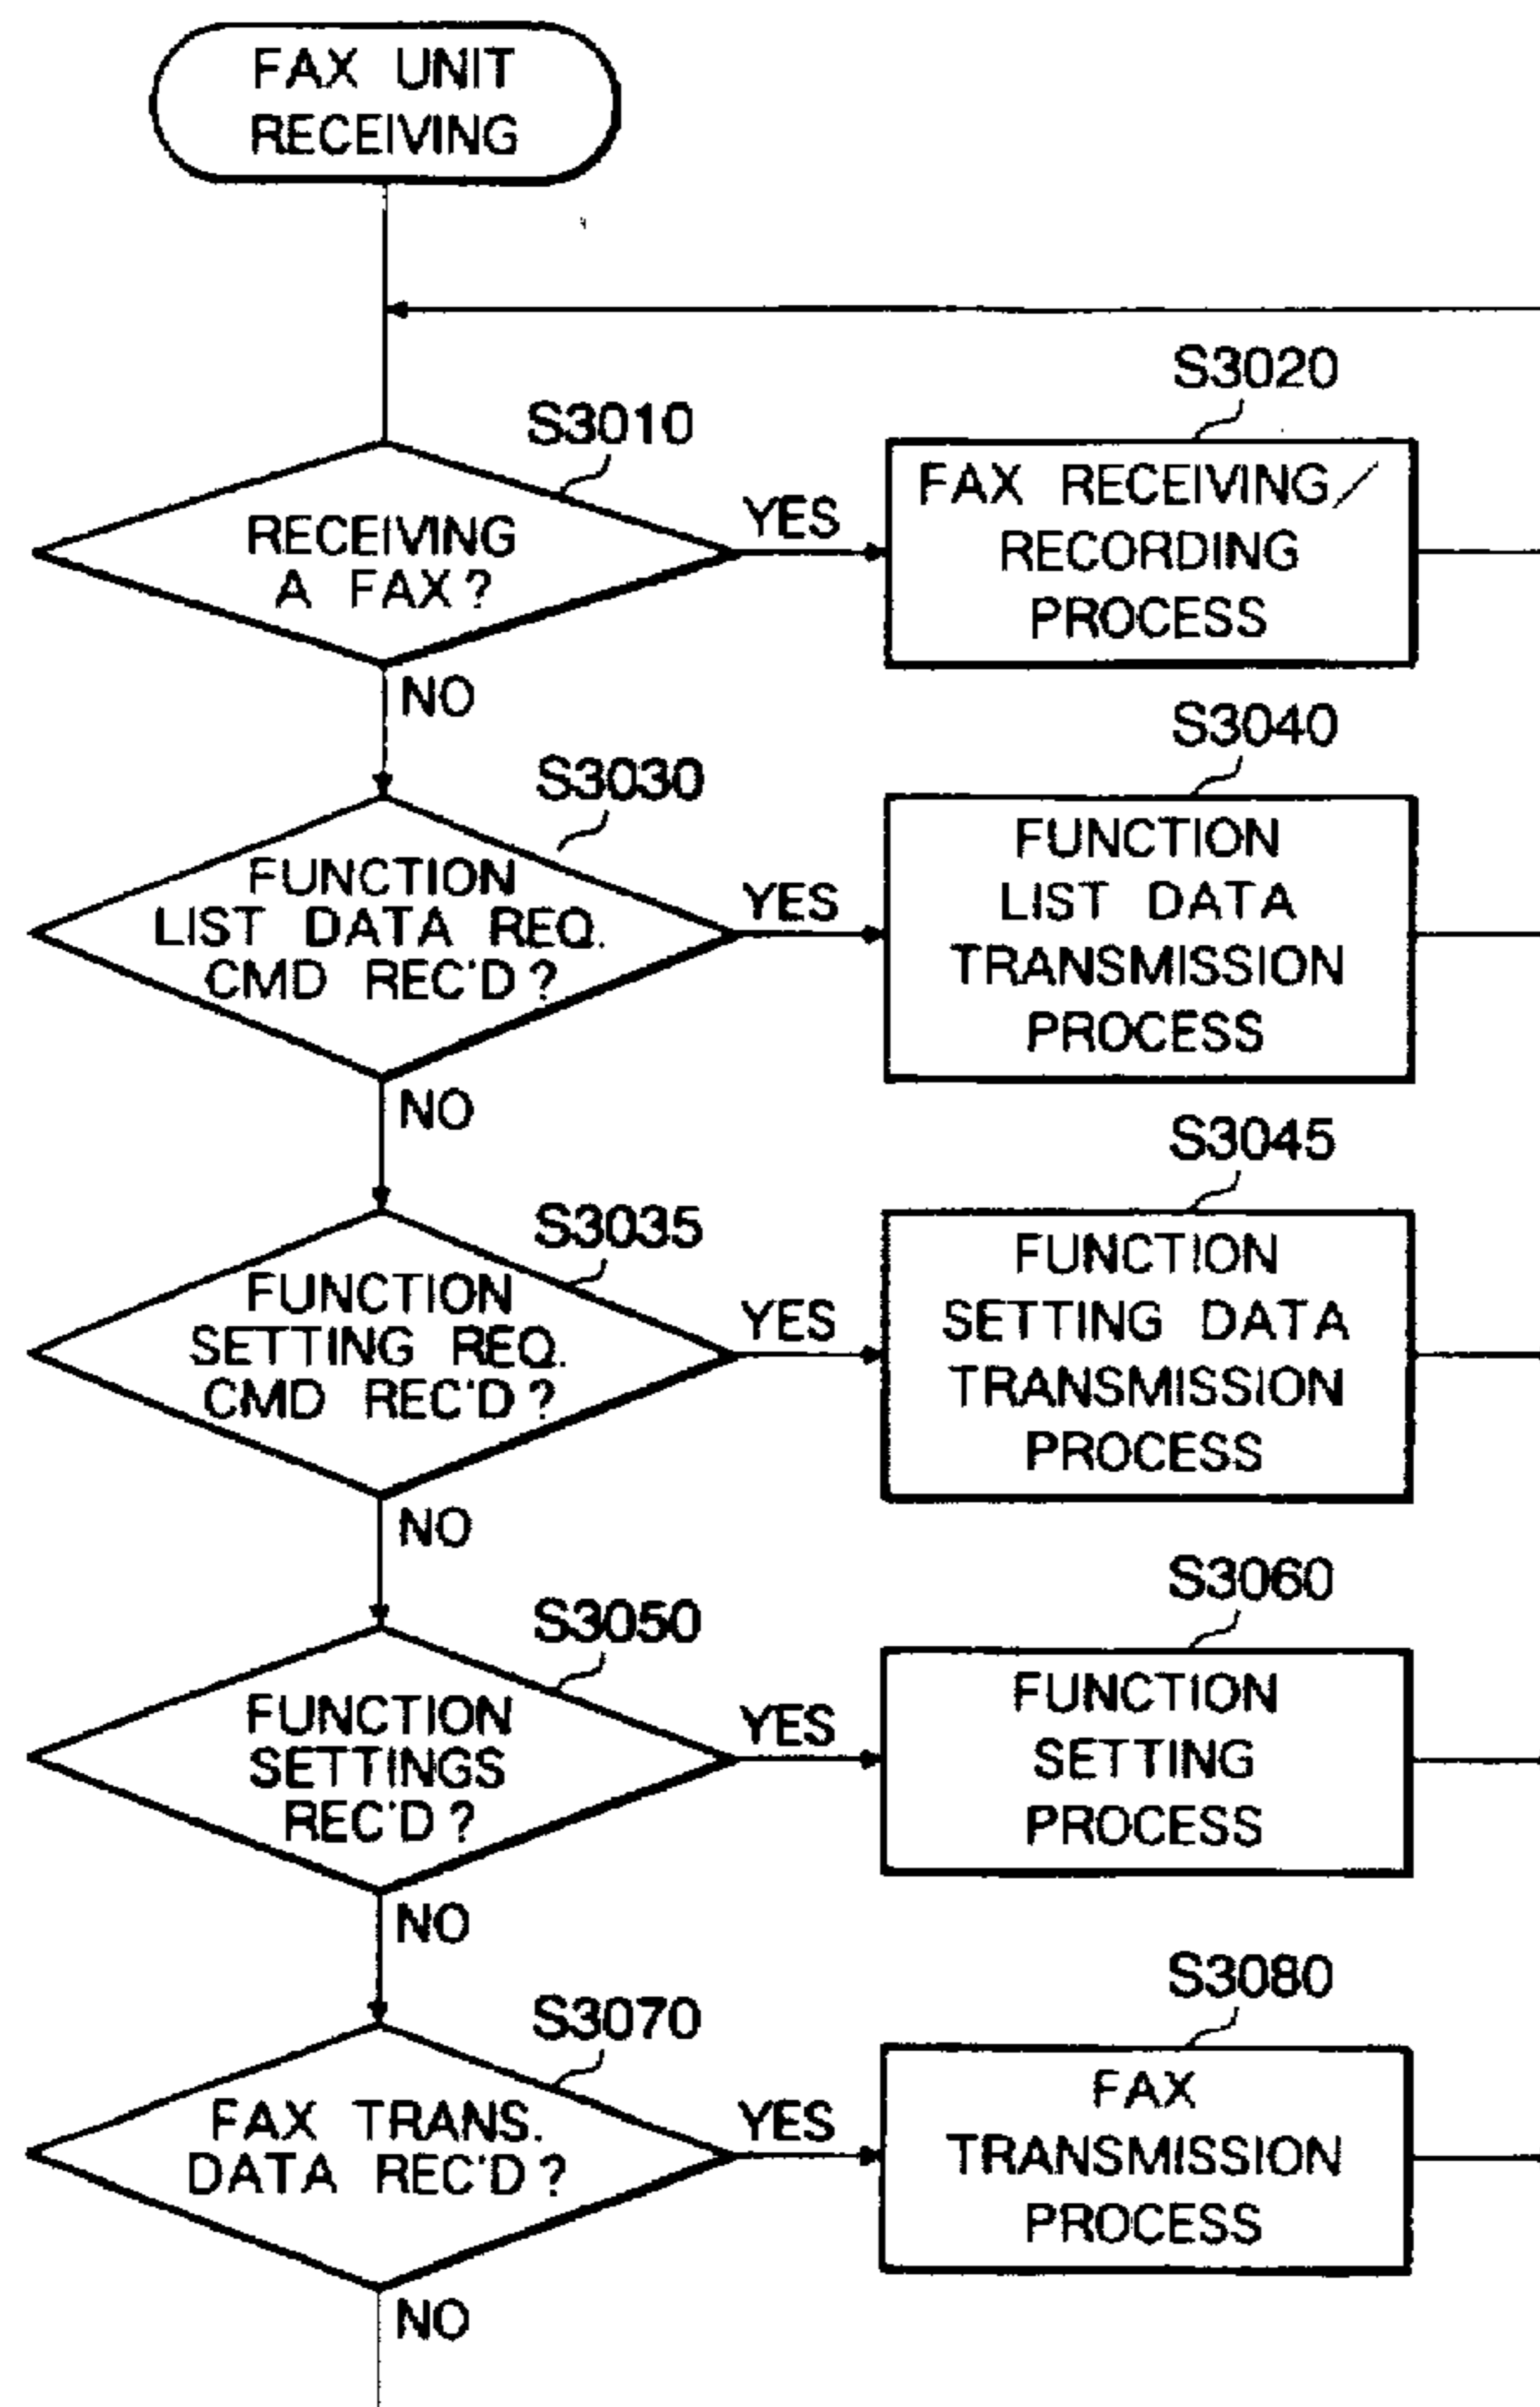 FAX UNIT
RECEIVING
S3010
RECEIVING
A FAX?
YES
NO
S3020
FAX RECEIVING/
RECORDING
PROCESS
S3030
FUNCTION
LIST DATA REQ.
CMD REC'D?
YES
NO
S3040
FUNCTION
LIST DATA
TRANSMISSION
PROCESS
S3035
FUNCTION
SETTING REQ.
CMD REC'D?
YES
NO
S3045
FUNCTION
SETTING DATA
TRANSMISSION
PROCESS
S3050
FUNCTION
SETTINGS
REC'D?
YES
NO
S3060
FUNCTION
SETTING
PROCESS
S3070
FAX TRANS.
DATA REC'D?
YES
NO
S3080
FAX
TRANSMISSION
PROCESS